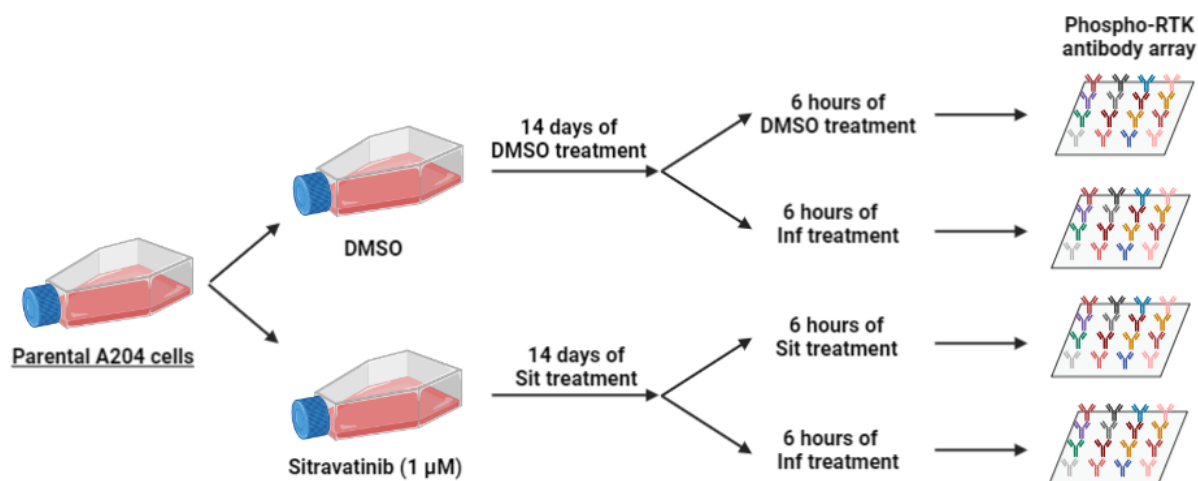 Phospho-RTK
antibody array
6 hours of
DMSO treatment
14 days of
DMSO treatment
6 hours of
Inf treatment
DMSO
Parental A204 cells
6 hours of
Sit treatment
14 days of
Sit treatment
6 hours of
Inf treatment
Sitravatinib (1 μM)